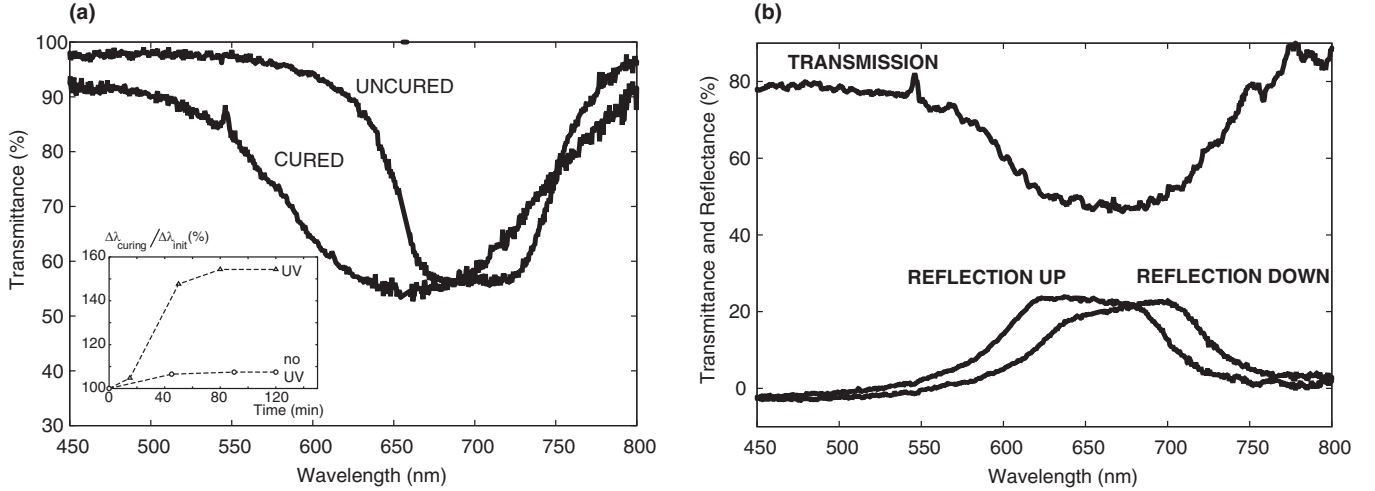 (a)
100
90
80
70
60
50
40
30
Transmittance (%)
UNCURED
CURED
Δλcuring /Δλinit(%)
160
140
120
100
UV
no
UV
0
40
80
120
Time (min)
450
500
550
600
650
700
750
800
Wavelength (nm)
(b)
80
60
40
20
0
Transmittance and Reflectance (%)
TRANSMISSION
REFLECTION UP
REFLECTION DOWN
450
500
550
600
650
700
750
800
Wavelength (nm)